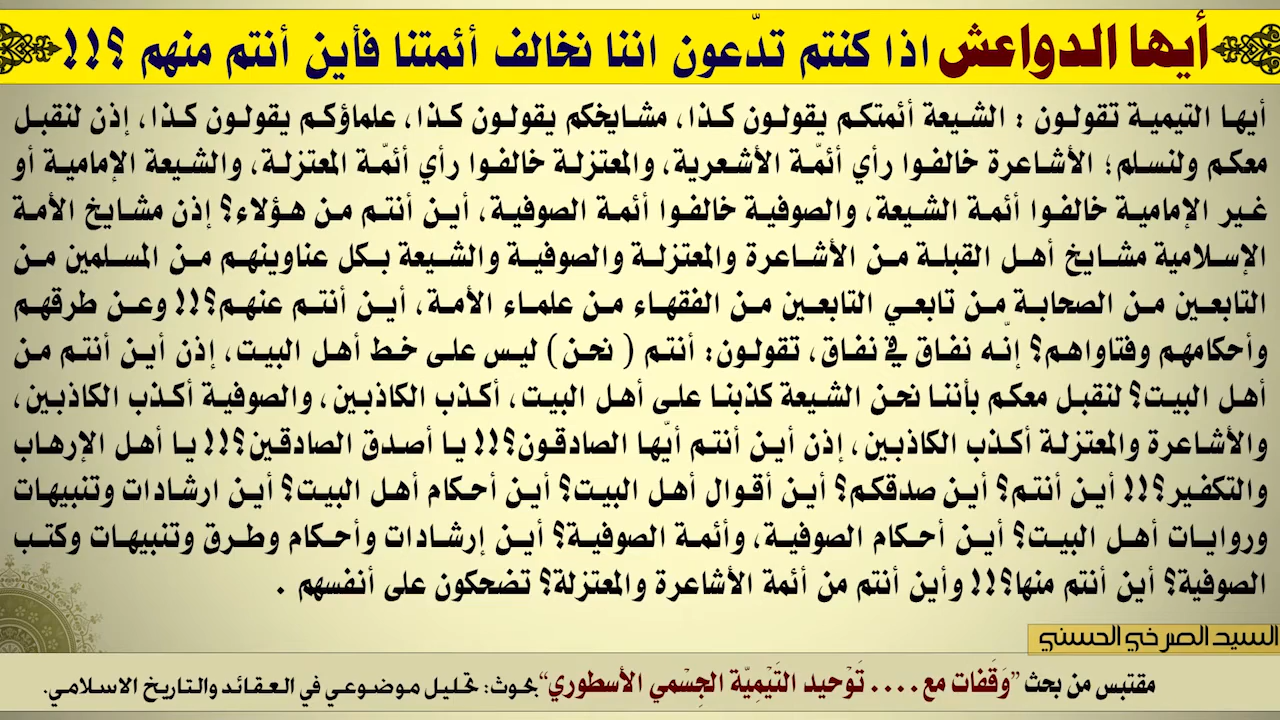 أيها الدواعش اذا كنتم تدّعون اننا نخالف أئمتنا فأين أنتم منهم ؟!!
أيها التيمية تقولون : الشيعة أئمتكم يقولون كذا، مشايخكم يقولون كذا، علماؤكم يقولون كذا، إذن لنقبل
معكم ولنسلم؛ الأشاعرة خالفوا رأي أئمّة الأشعرية، والمعتزلة خالفوا رأي أئمّة المعتزلة، والشيعة الإمامية أو
غير الإمامية خالفوا أئمة الشيعة، والصوفية خالفوا أئمة الصوفية، أين أنتم من هؤلاء؟ إذن مشايخ الأمة
الإسلامية مشايخ أهل القبلة من الأشاعرة والمعتزلة والصوفية والشيعة بكل عناوينهم من المسلمين من
التابعين من الصحابة من تابعي التابعين من الفقهاء من علماء الأمة، أين أنتم عنهم؟!! وعن طرقهم
وأحكامهم وفتاواهم؟ إنّه نفاق في نفاق، تقولون: أنتم ( نحن) ليس على خط أهل البيت، إذن أين أنتم من
أهل البيت؟ لنقبل معكم بأننا نحن الشيعة كذبنا على أهل البيت، أكذب الكاذبين، والصوفية أكذب الكاذبين،
والأشاعرة والمعتزلة أكذب الكاذبين، إذن أين أنتم أيّها الصادقون؟!! يا أصدق الصادقين؟!! يا أهل الإرهاب
والتكفير؟!! أين أنتم؟ أين صدقكم؟ أين أقوال أهل البيت؟ أين أحكام أهل البيت؟ أين ارشادات وتنبيهات
وروايات أهل البيت؟ أين أحكام الصوفية، وأئمة الصوفية؟ أين إرشادات وأحكام وطرق وتنبيهات وكتب
الصوفية؟ أين أنتم منها؟!! وأين أنتم من أئمة الأشاعرة والمعتزلة؟ تضحكون على أنفسهم .
السيد الصرخي الحسني
مقتبس من بحث "وَقَفات مع.... تَوْحيد التَيْمِيّة الجِسْمي الأسطوري" بحوث: تحليل موضوعي في العقائد والتاريخ الاسلامي.